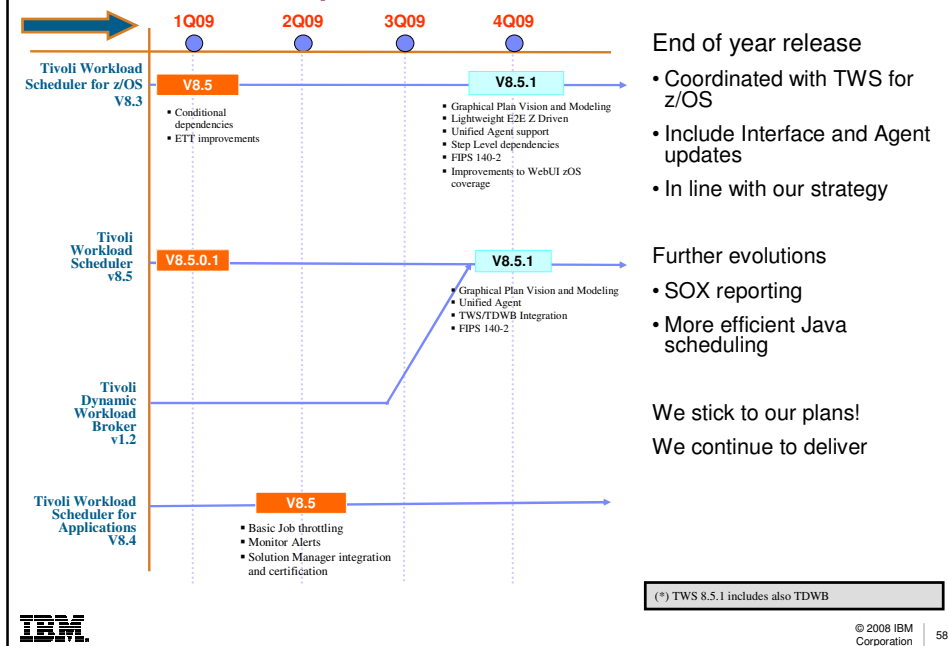 1Q09 2Q09 3Q09 4Q09
Tivoli Workload
Scheduler for z/OS
V8.3
V8.5
▪ Conditional
dependencies
▪ ETT improvements
V8.5.1
▪ Graphical Plan Vision and Modeling
▪ Lightweight E2E Z Driven
▪ Unified Agent support
▪ Step Level dependencies
▪ FIPS 140-2
▪ Improvements to WebUI zOS
coverage
Tivoli
Workload
Scheduler
v8.5
V8.5.0.1
V8.5.1
▪ Graphical Plan Vision and Modeling
▪ Unified Agent
▪ TWS/TDWB Integration
▪ FIPS 140-2
Tivoli
Dynamic
Workload
Broker
v1.2
Tivoli Workload
Scheduler for
Applications
V8.4
V8.5
▪ Basic Job throttling
▪ Monitor Alerts
▪ Solution Manager integration
and certification
End of year release
• Coordinated with TWS for
z/OS
• Include Interface and Agent
updates
• In line with our strategy
Further evolutions
• SOX reporting
• More efficient Java
scheduling
We stick to our plans!
We continue to deliver
(*) TWS 8.5.1 includes also TDWB
IBM.
© 2008 IBM
Corporation
58